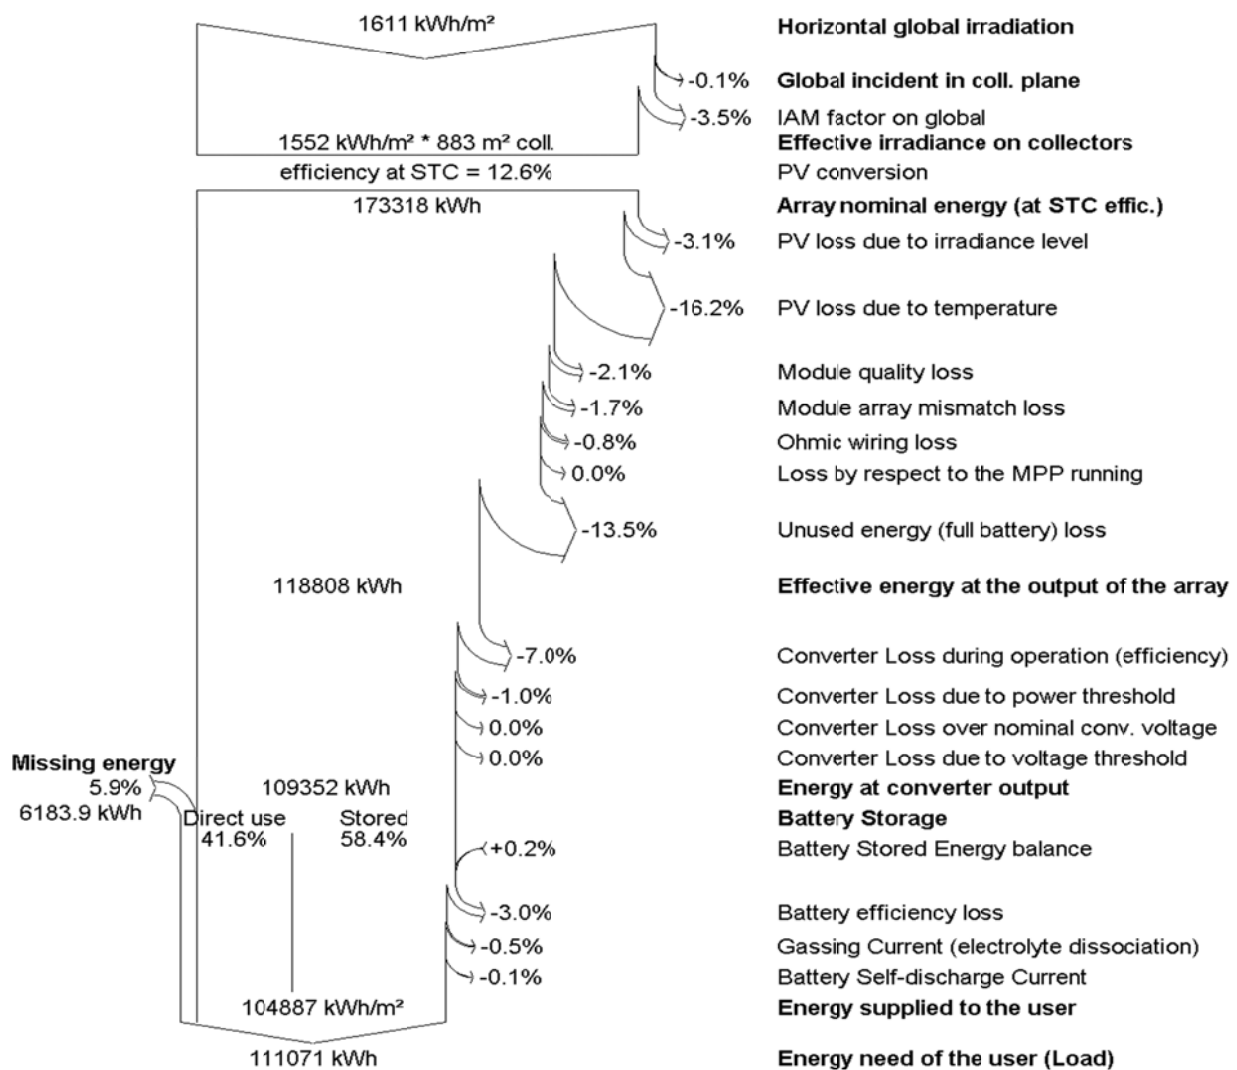 1611 kWh/m² Horizontal global irradiation
-0.1% Global incident in coll. plane
-3.5% IAM factor on global
1552 kWh/m² * 883 m² coll. Effective irradiance on collectors
efficiency at STC = 12.6% PV conversion
173318 kWh Array nominal energy (at STC effic.)
-3.1% PV loss due to irradiance level
-16.2% PV loss due to temperature
-2.1% Module quality loss
-1.7% Module array mismatch loss
-0.8% Ohmic wiring loss
0.0% Loss by respect to the MPP running
-13.5% Unused energy (full battery) loss
118808 kWh Effective energy at the output of the array
-7.0% Converter Loss during operation (efficiency)
-1.0% Converter Loss due to power threshold
0.0% Converter Loss over nominal conv. voltage
0.0% Converter Loss due to voltage threshold
Missing energy
5.9% 109352 kWh Energy at converter output
6183.9 kWh Direct use Stored Battery Storage
41.6% 58.4%
+0.2% Battery Stored Energy balance
-3.0% Battery efficiency loss
-0.5% Gassing Current (electrolyte dissociation)
-0.1% Battery Self-discharge Current
104887 kWh/m² Energy supplied to the user
111071 kWh Energy need of the user (Load)